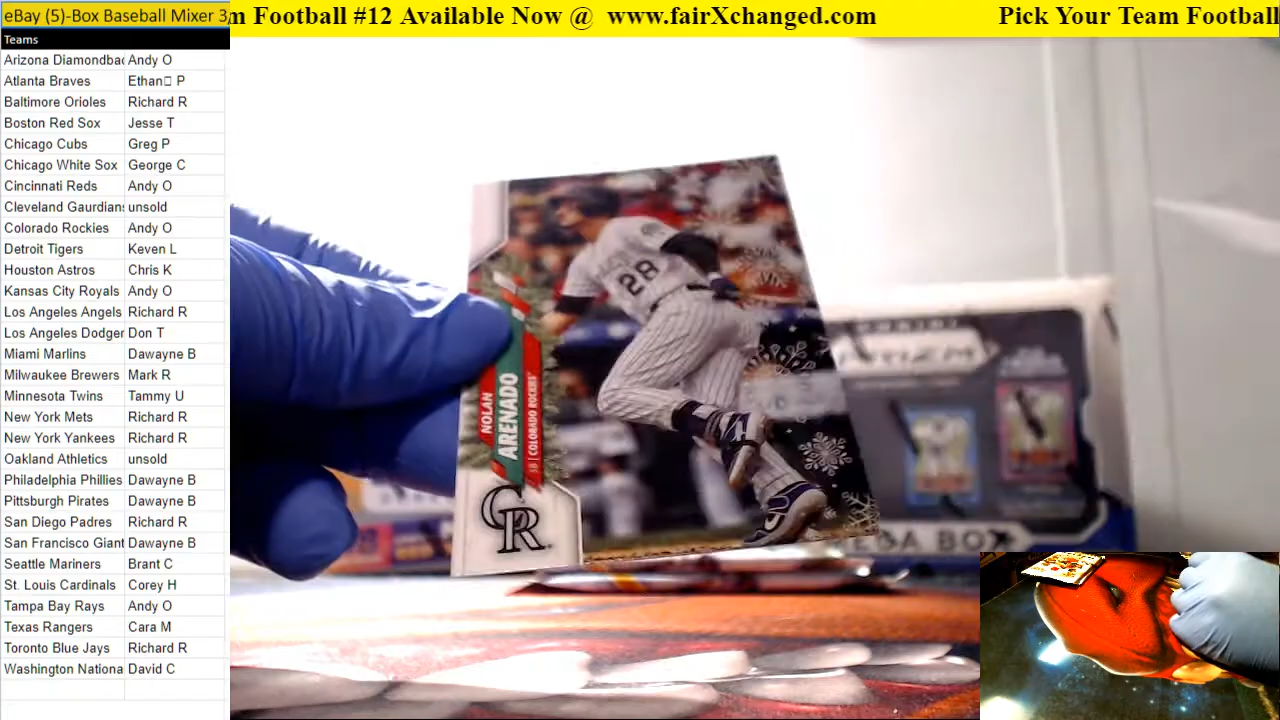 eBay (5)-Box Baseball Mixer 3
m Football #12 Available Now @ www.fairXchanged.com
Pick Your Team Football
Teams
Arizona Diamondbac Andy O
Atlanta Braves Ethan P
Baltimore Orioles Richard R
Boston Red Sox Jesse T
Chicago Cubs Greg P
Chicago White Sox George C
Cincinnati Reds Andy O
Cleveland Gaurdians unsold
Colorado Rockies Andy O
Detroit Tigers Keven L
Houston Astros Chris K
Kansas City Royals Andy O
Los Angeles Angels Richard R
Los Angeles Dodger Don T
Miami Marlins Dawayne B
Milwaukee Brewers Mark R
Minnesota Twins Tammy U
New York Mets Richard R
New York Yankees Richard R
Oakland Athletics unsold
Philadelphia Phillies Dawayne B
Pittsburgh Pirates Dawayne B
San Diego Padres Richard R
San Francisco Giant Dawayne B
Seattle Mariners Brant C
St. Louis Cardinals Corey H
Tampa Bay Rays Andy O
Texas Rangers Cara M
Toronto Blue Jays Richard R
Washington Nationa David C
28
NOLAN
ARENADO
3B | COLORADO ROCKIES
CR
PANINI
PRIZM
MEGA BOX